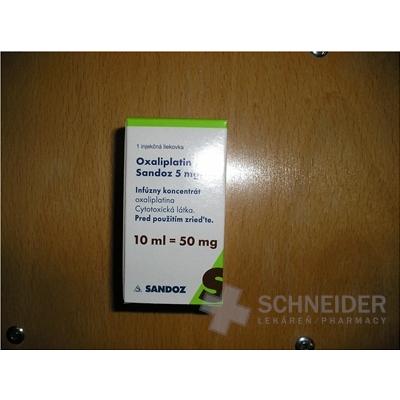 1 injekčná liekovka
Oxaliplatin
Sandoz 5 mg
Infúzny koncentrát
oxaliplatina
Cytotoxická látka.
Pred použitím zrieďte.
10 ml = 50 mg
SANDOZ
S
SCHNEIDER
LEKÁREŇ/PHARMACY